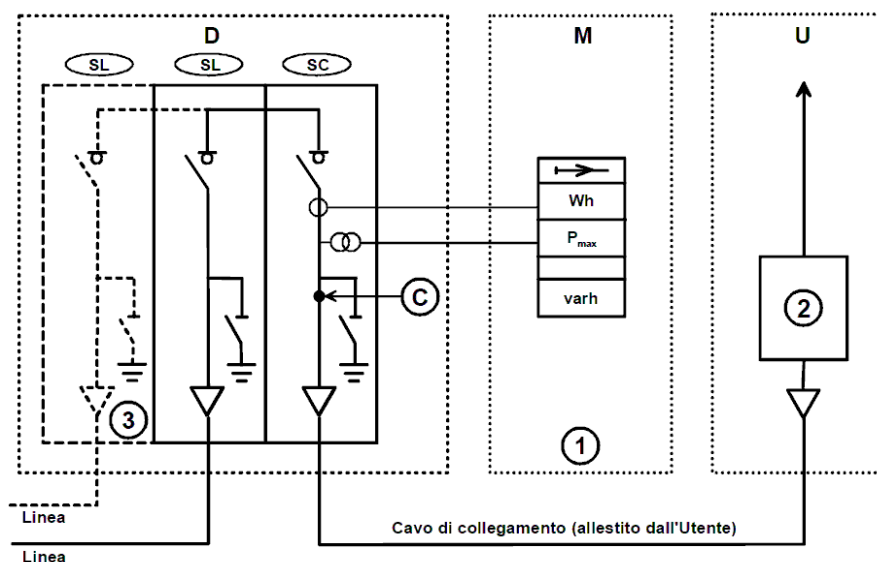 D
M
U
SL
SL
SC
Wh
Pmax
C
varh
2
3
1
Linea
Cavo di collegamento (allestito dall'Utente)
Linea